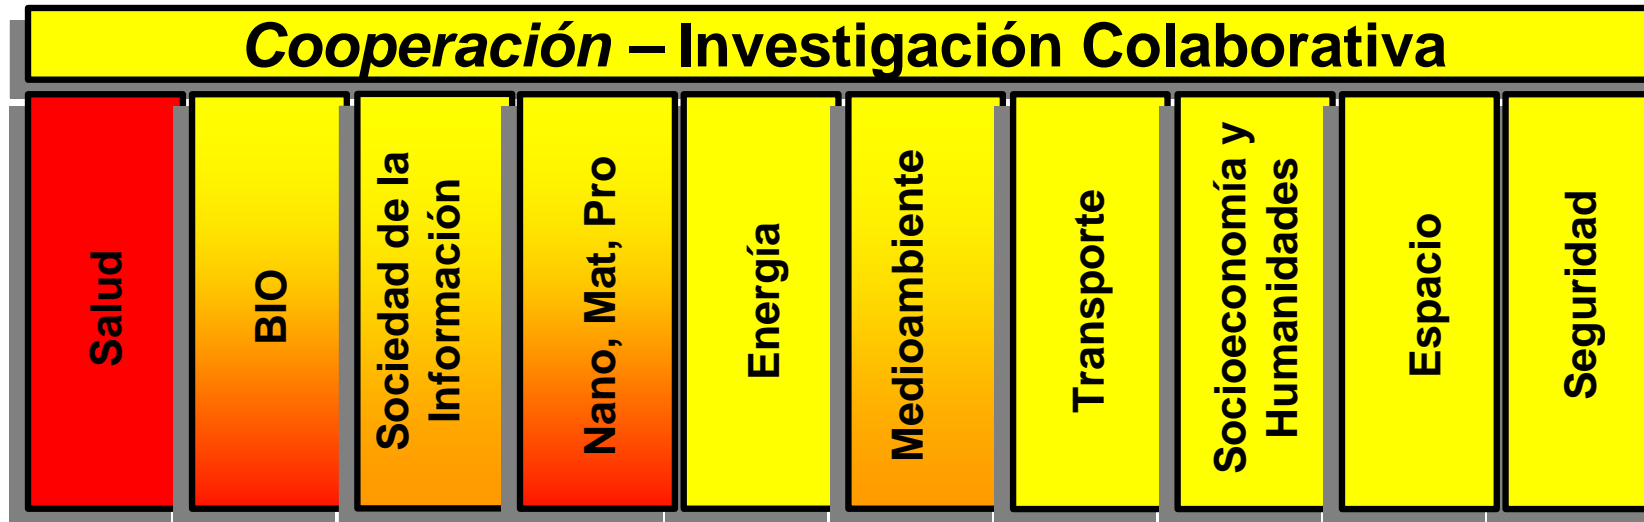 Cooperación – Investigación Colaborativa
Salud
BIO
Sociedad de la
Información
Nano, Mat, Pro
Energía
Medioambiente
Transporte
Socioeconomía y
Humanidades
Espacio
Seguridad